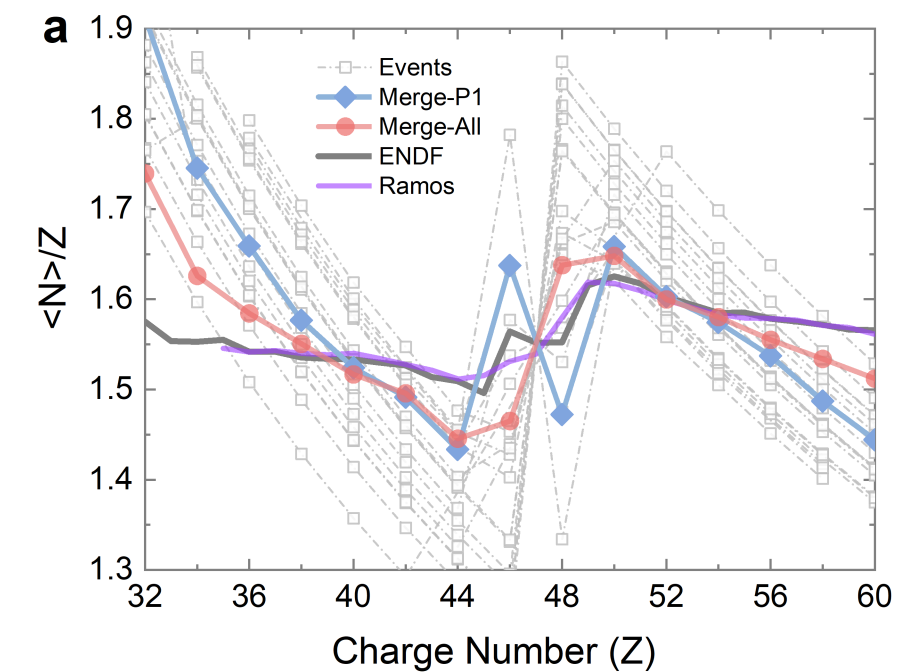 a
1.9
1.8
1.7
1.6
1.5
1.4
1.3
<N>/Z
Events
Merge-P1
Merge-All
ENDF
Ramos
32 36 40 44 48 52 56 60
Charge Number (Z)